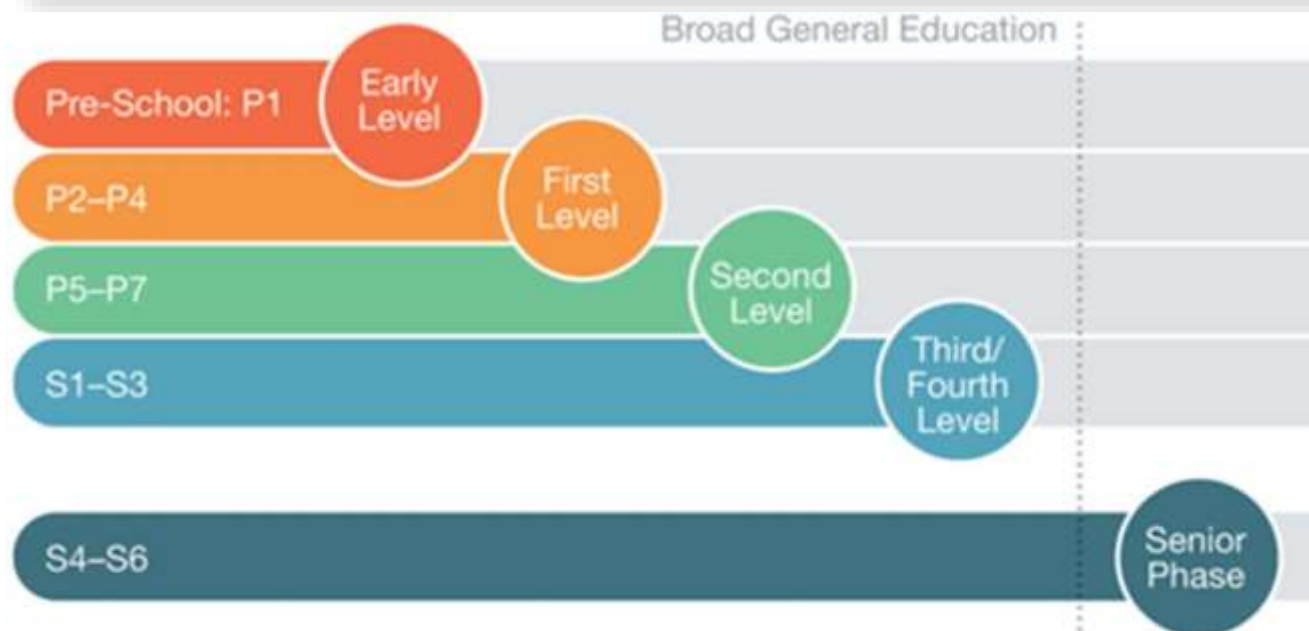 Broad General Education
Pre-School: P1
Early
Level
P2–P4
First
Level
P5–P7
Second
Level
S1–S3
Third/
Fourth
Level
S4–S6
Senior
Phase